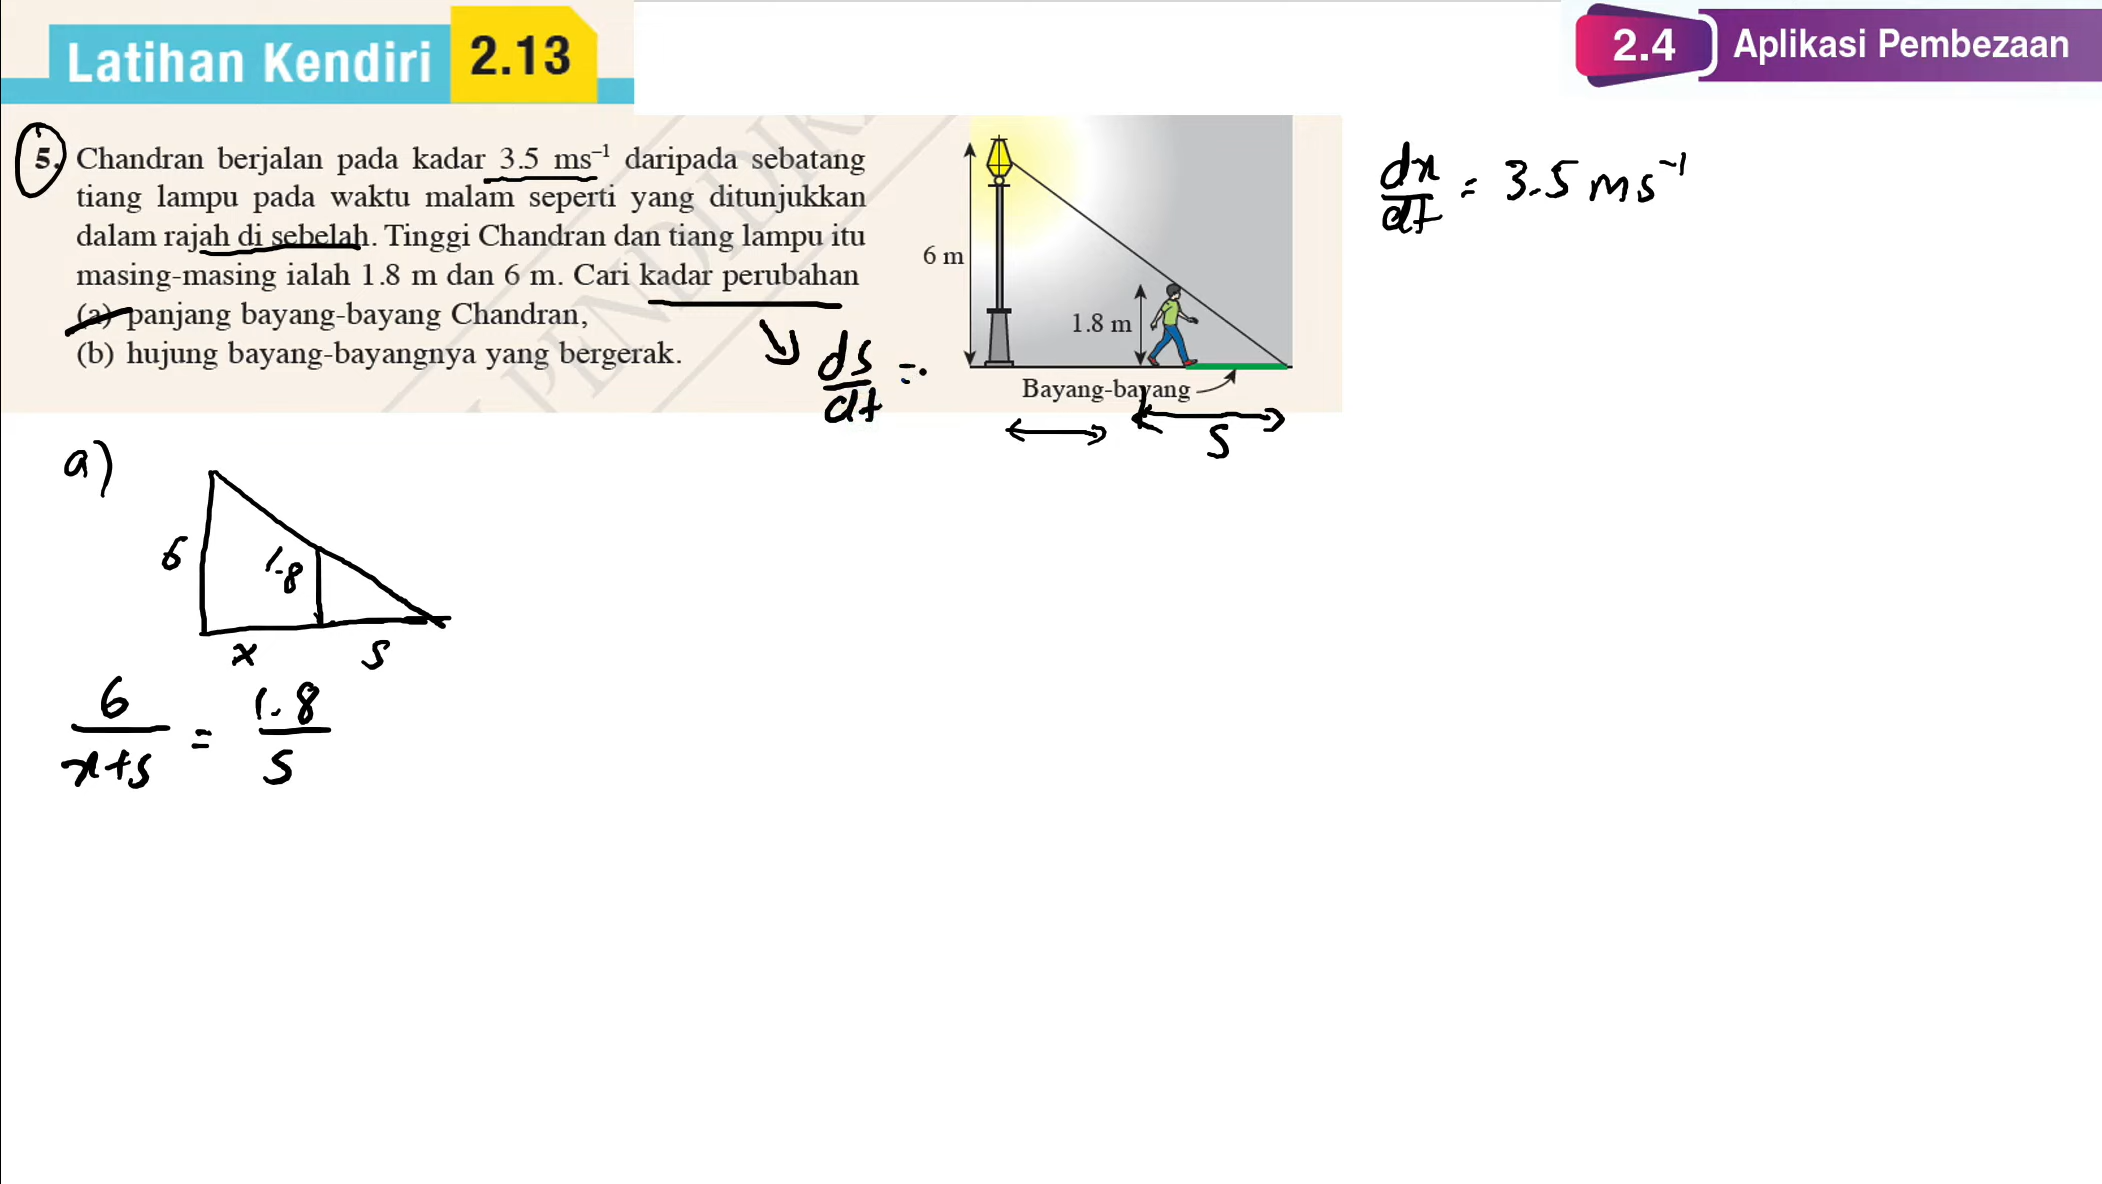 Latihan Kendiri 2.13
2.4 Aplikasi Pembezaan
5. Chandran berjalan pada kadar 3.5 ms⁻¹ daripada sebatang
tiang lampu pada waktu malam seperti yang ditunjukkan
dalam rajah di sebelah. Tinggi Chandran dan tiang lampu itu
masing-masing ialah 1.8 m dan 6 m. Cari kadar perubahan
(a) panjang bayang-bayang Chandran,
(b) hujung bayang-bayangnya yang bergerak.
ds/dt =
6 m
1.8 m
Bayang-bayang
s
dx/dt = 3.5 ms⁻¹
a)
6
1.8
x s
6/(x+s) = 1.8/s
PENDIDIK